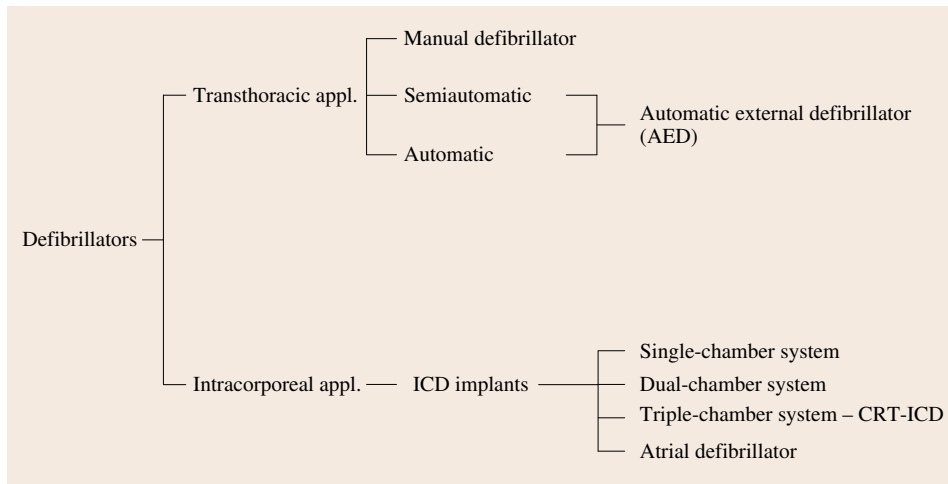 Manual defibrillator
Transthoracic appl.
Semiautomatic
Automatic external defibrillator
(AED)
Automatic
Defibrillators
Single-chamber system
Intracorporeal appl.
ICD implants
Dual-chamber system
Triple-chamber system – CRT-ICD
Atrial defibrillator